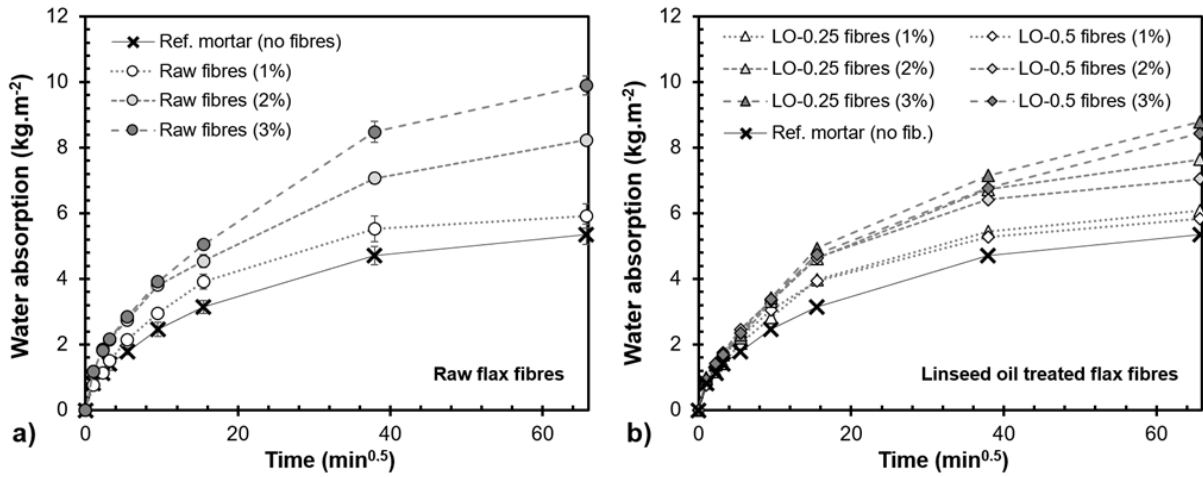 Water absorption (kg.m⁻²)
12
10
8
6
4
2
0
Ref. mortar (no fibres)
Raw fibres (1%)
Raw fibres (2%)
Raw fibres (3%)
Raw flax fibres
0
20
40
60
a)
Time (min⁰·⁵)
Water absorption (kg.m⁻²)
12
10
8
6
4
2
0
LO-0.25 fibres (1%)
LO-0.5 fibres (1%)
LO-0.25 fibres (2%)
LO-0.5 fibres (2%)
LO-0.25 fibres (3%)
LO-0.5 fibres (3%)
Ref. mortar (no fib.)
Linseed oil treated flax fibres
0
20
40
60
b)
Time (min⁰·⁵)